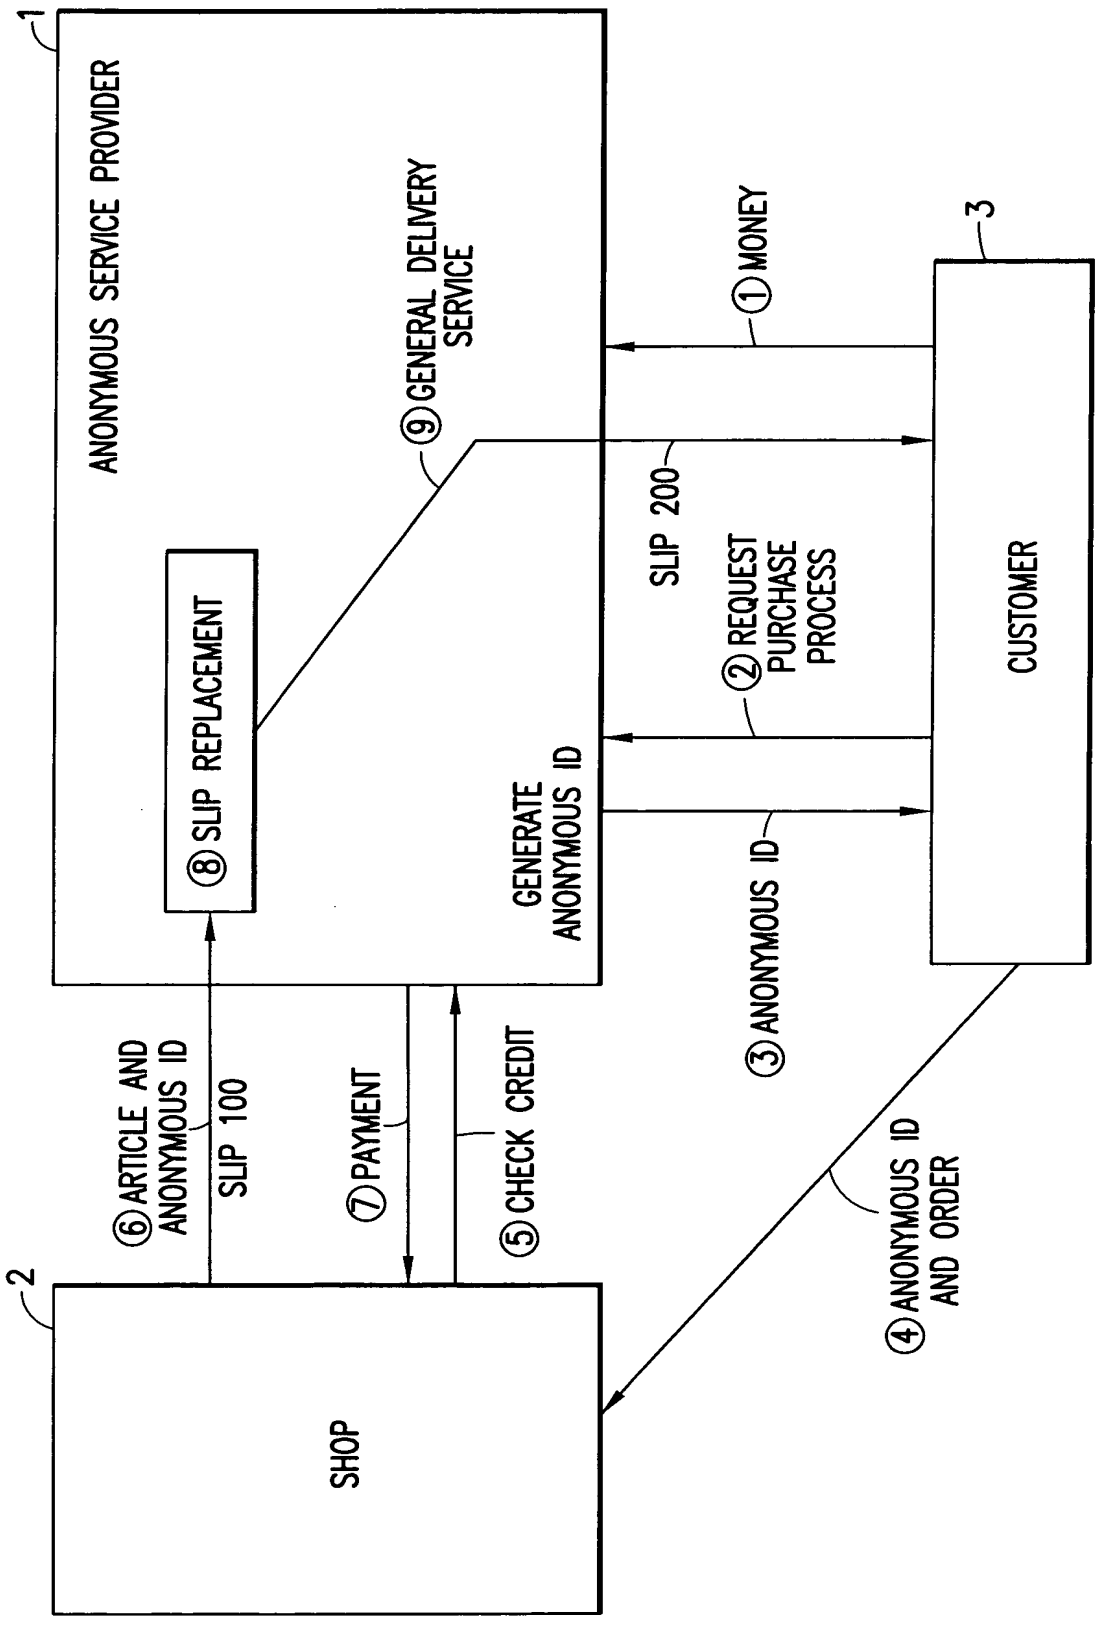 2
1
ANONYMOUS SERVICE PROVIDER
⑥ ARTICLE AND
ANONYMOUS ID
SLIP 100
⑧ SLIP REPLACEMENT
SHOP
⑦ PAYMENT
⑤ CHECK CREDIT
⑨ GENERAL DELIVERY
SERVICE
GENERATE
ANONYMOUS ID
SLIP 200
① MONEY
② REQUEST
PURCHASE
PROCESS
③ ANONYMOUS ID
④ ANONYMOUS ID
AND ORDER
3
CUSTOMER